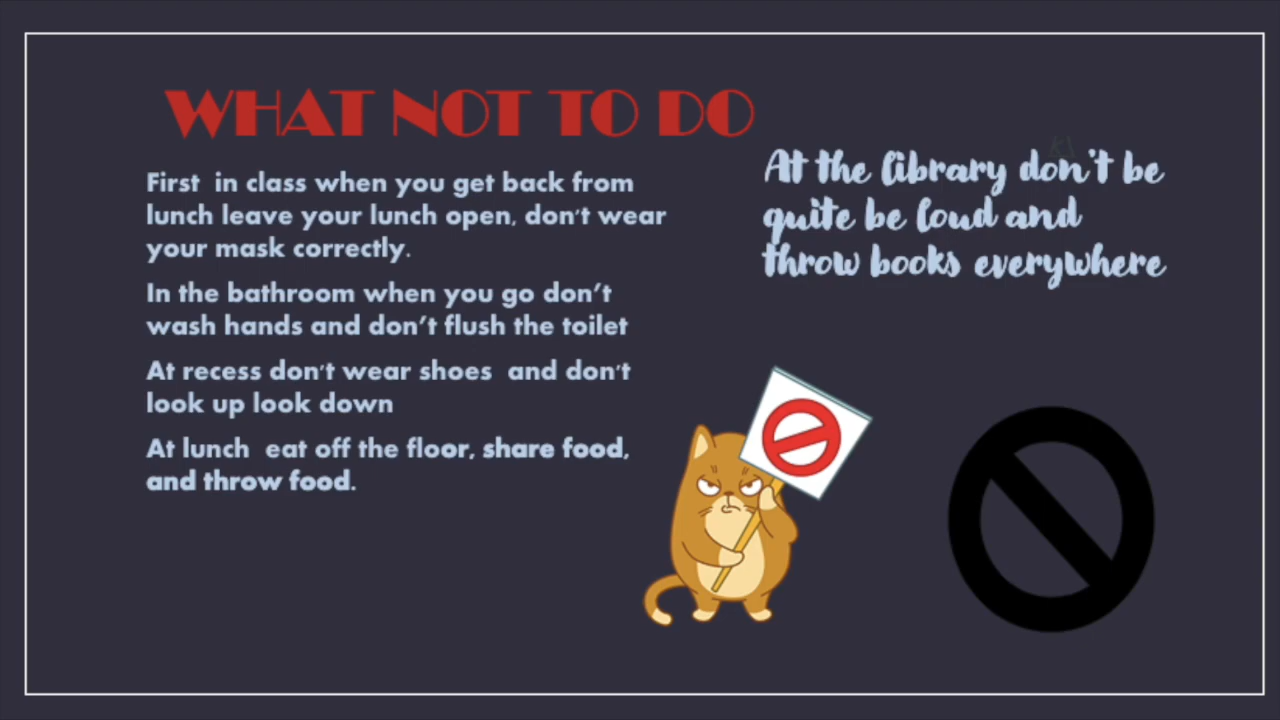 WHAT NOT TO DO
First in class when you get back from
lunch leave your lunch open, don't wear
your mask correctly.
In the bathroom when you go don't
wash hands and don't flush the toilet
At recess don't wear shoes and don't
look up look down
At lunch eat off the floor, share food,
and throw food.
At the library don't be
quite be loud and
throw books everywhere